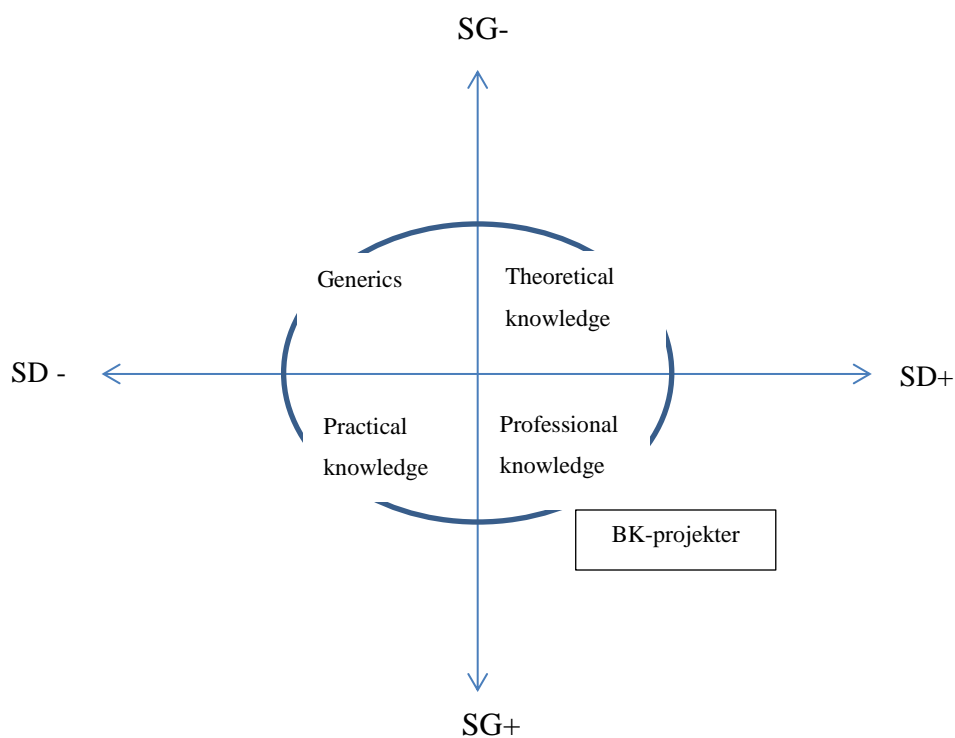 SG-
Generics
Theoretical
knowledge
SD -
SD+
Practical
knowledge
Professional
knowledge
BK-projekter
SG+